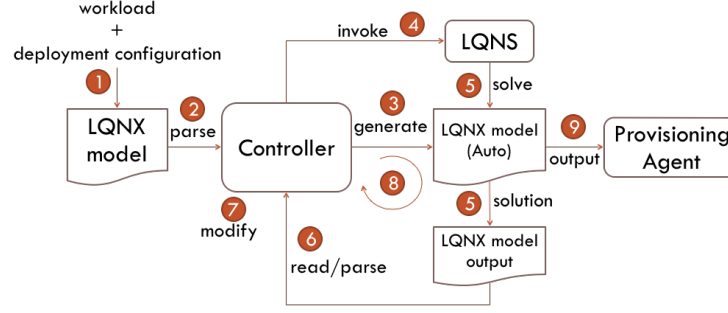 workload
+
deployment configuration
1
LQNX
model
2
parse
Controller
invoke
4
LQNS
5
solve
3
generate
LQNX model
(Auto)
9
output
Provisioning
Agent
8
7
modify
6
read/parse
5
solution
LQNX model
output